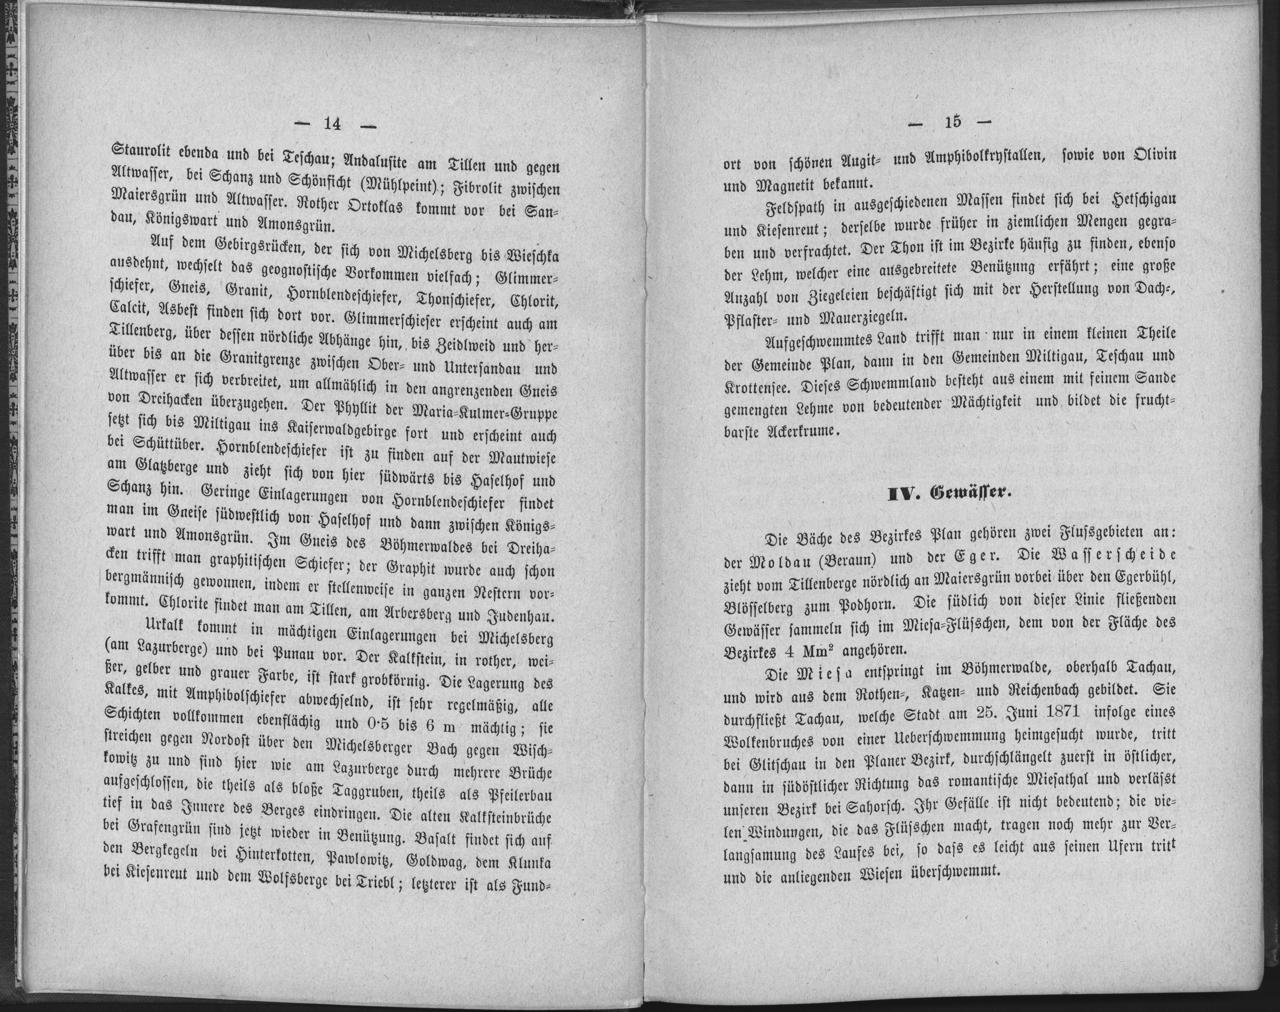 — 14 —
Staurolit ebenda und bei Teschau; Andalusite am Tillen und gegen
Altwasser, bei Schanz und Schönsicht (Mühlpeint); Fibrolit zwischen
Maiersgrün und Altwasser. Rother Ortoklas kommt vor bei San-
dau, Königswart und Amonsgrün.
Auf dem Gebirgsrücken, der sich von Michelsberg bis Wieschka
ausdehnt, wechselt das geognostische Vorkommen vielfach; Glimmer-
schiefer, Gneis, Granit, Hornblendeschiefer, Thonschiefer, Chlorit,
Calcit, Asbest finden sich dort vor. Glimmerschiefer erscheint auch am
Tillenberg, über dessen nördliche Abhänge hin, bis Zeidlweid und her-
über bis an die Granitgrenze zwischen Ober- und Untersandau und
Altwasser er sich verbreitet, um allmählich in den angrenzenden Gneis
von Dreihacken überzugehen. Der Phyllit der Maria-Kulmer-Gruppe
setzt sich bis Miltigau ins Kaiserwaldgebirge fort und erscheint auch
bei Schüttüber. Hornblendeschiefer ist zu finden auf der Mautwiese
am Glatzberge und zieht sich von hier südwärts bis Haselhof und
Schanz hin. Geringe Einlagerungen von Hornblendeschiefer findet
man im Gneise südwestlich von Haselhof und dann zwischen Königs-
wart und Amonsgrün. Im Gneis des Böhmerwaldes bei Dreiha-
cken trifft man graphitischen Schiefer; der Graphit wurde auch schon
bergmännisch gewonnen, indem er stellenweise in ganzen Nestern vor-
kommt. Chlorite findet man am Tillen, am Arbersberg und Judenhau.
Urkalk kommt in mächtigen Einlagerungen bei Michelsberg
(am Lazurberge) und bei Punau vor. Der Kalkstein, in rother, wei-
ßer, gelber und grauer Farbe, ist stark grobkörnig. Die Lagerung des
Kalkes, mit Amphibolschiefer abwechselnd, ist sehr regelmäßig, alle
Schichten vollkommen ebenflächig und 0·5 bis 6 m mächtig; sie
streichen gegen Nordost über den Michelsberger Bach gegen Wisch-
kowitz zu und sind hier wie am Lazurberge durch mehrere Brüche
aufgeschlossen, die theils als bloße Taggruben, theils als Pfeilerbau
tief in das Innere des Berges eindringen. Die alten Kalksteinbrüche
bei Grafengrün sind jetzt wieder in Benützung. Basalt findet sich auf
den Bergkegeln bei Hinterkotten, Pawlowitz, Goldwag, dem Klunka
bei Kiesenreut und dem Wolfsberge bei Triebl; letzterer ist als Fund-
— 15 —
ort von schönen Augit- und Amphibolkrystallen, sowie von Olivin
und Magnetit bekannt.
Feldspath in ausgeschiedenen Massen findet sich bei Hetschigau
und Kiesenreut; derselbe wurde früher in ziemlichen Mengen gegra-
ben und verfrachtet. Der Thon ist im Bezirke häufig zu finden, ebenso
der Lehm, welcher eine ausgebreitete Benützung erfährt; eine große
Anzahl von Ziegeleien beschäftigt sich mit der Herstellung von Dach-,
Pflaster- und Mauerziegeln.
Aufgeschwemmtes Land trifft man nur in einem kleinen Theile
der Gemeinde Plan, dann in den Gemeinden Miltigau, Teschau und
Krottensee. Dieses Schwemmland besteht aus einem mit feinem Sande
gemengten Lehme von bedeutender Mächtigkeit und bildet die frucht-
barste Ackerkrume.
IV. Gewässer.
Die Bäche des Bezirkes Plan gehören zwei Flussgebieten an:
der Moldau (Beraun) und der Eger. Die Wasserscheide
zieht vom Tillenberge nördlich an Maiersgrün vorbei über den Egerbühl,
Blösselberg zum Podhorn. Die südlich von dieser Linie fließenden
Gewässer sammeln sich im Miesa-Flüsschen, dem von der Fläche des
Bezirkes 4 Mm² angehören.
Die Miesa entspringt im Böhmerwalde, oberhalb Tachau,
und wird aus dem Rothen-, Katzen- und Reichenbach gebildet. Sie
durchfließt Tachau, welche Stadt am 25. Juni 1871 infolge eines
Wolkenbruches von einer Ueberschwemmung heimgesucht wurde, tritt
bei Glitschau in den Planer Bezirk, durchschlängelt zuerst in östlicher,
dann in südöstlicher Richtung das romantische Miesathal und verlässt
unseren Bezirk bei Sahorsch. Ihr Gefälle ist nicht bedeutend; die vie-
len Windungen, die das Flüsschen macht, tragen noch mehr zur Ver-
langsamung des Laufes bei, so dass es leicht aus seinen Ufern tritt
und die anliegenden Wiesen überschwemmt.